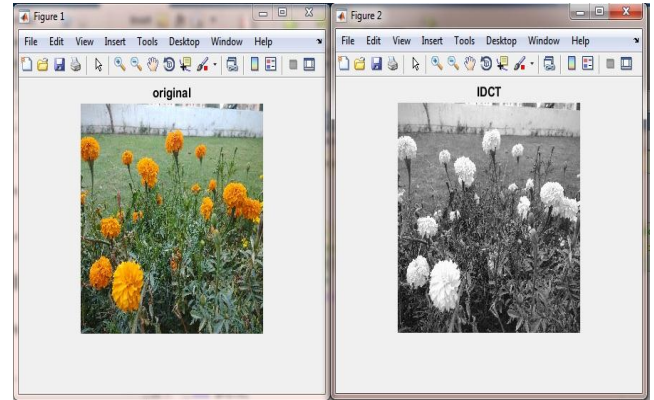 Figure 1
File Edit View Insert Tools Desktop Window Help
original
Figure 2
File Edit View Insert Tools Desktop Window Help
IDCT